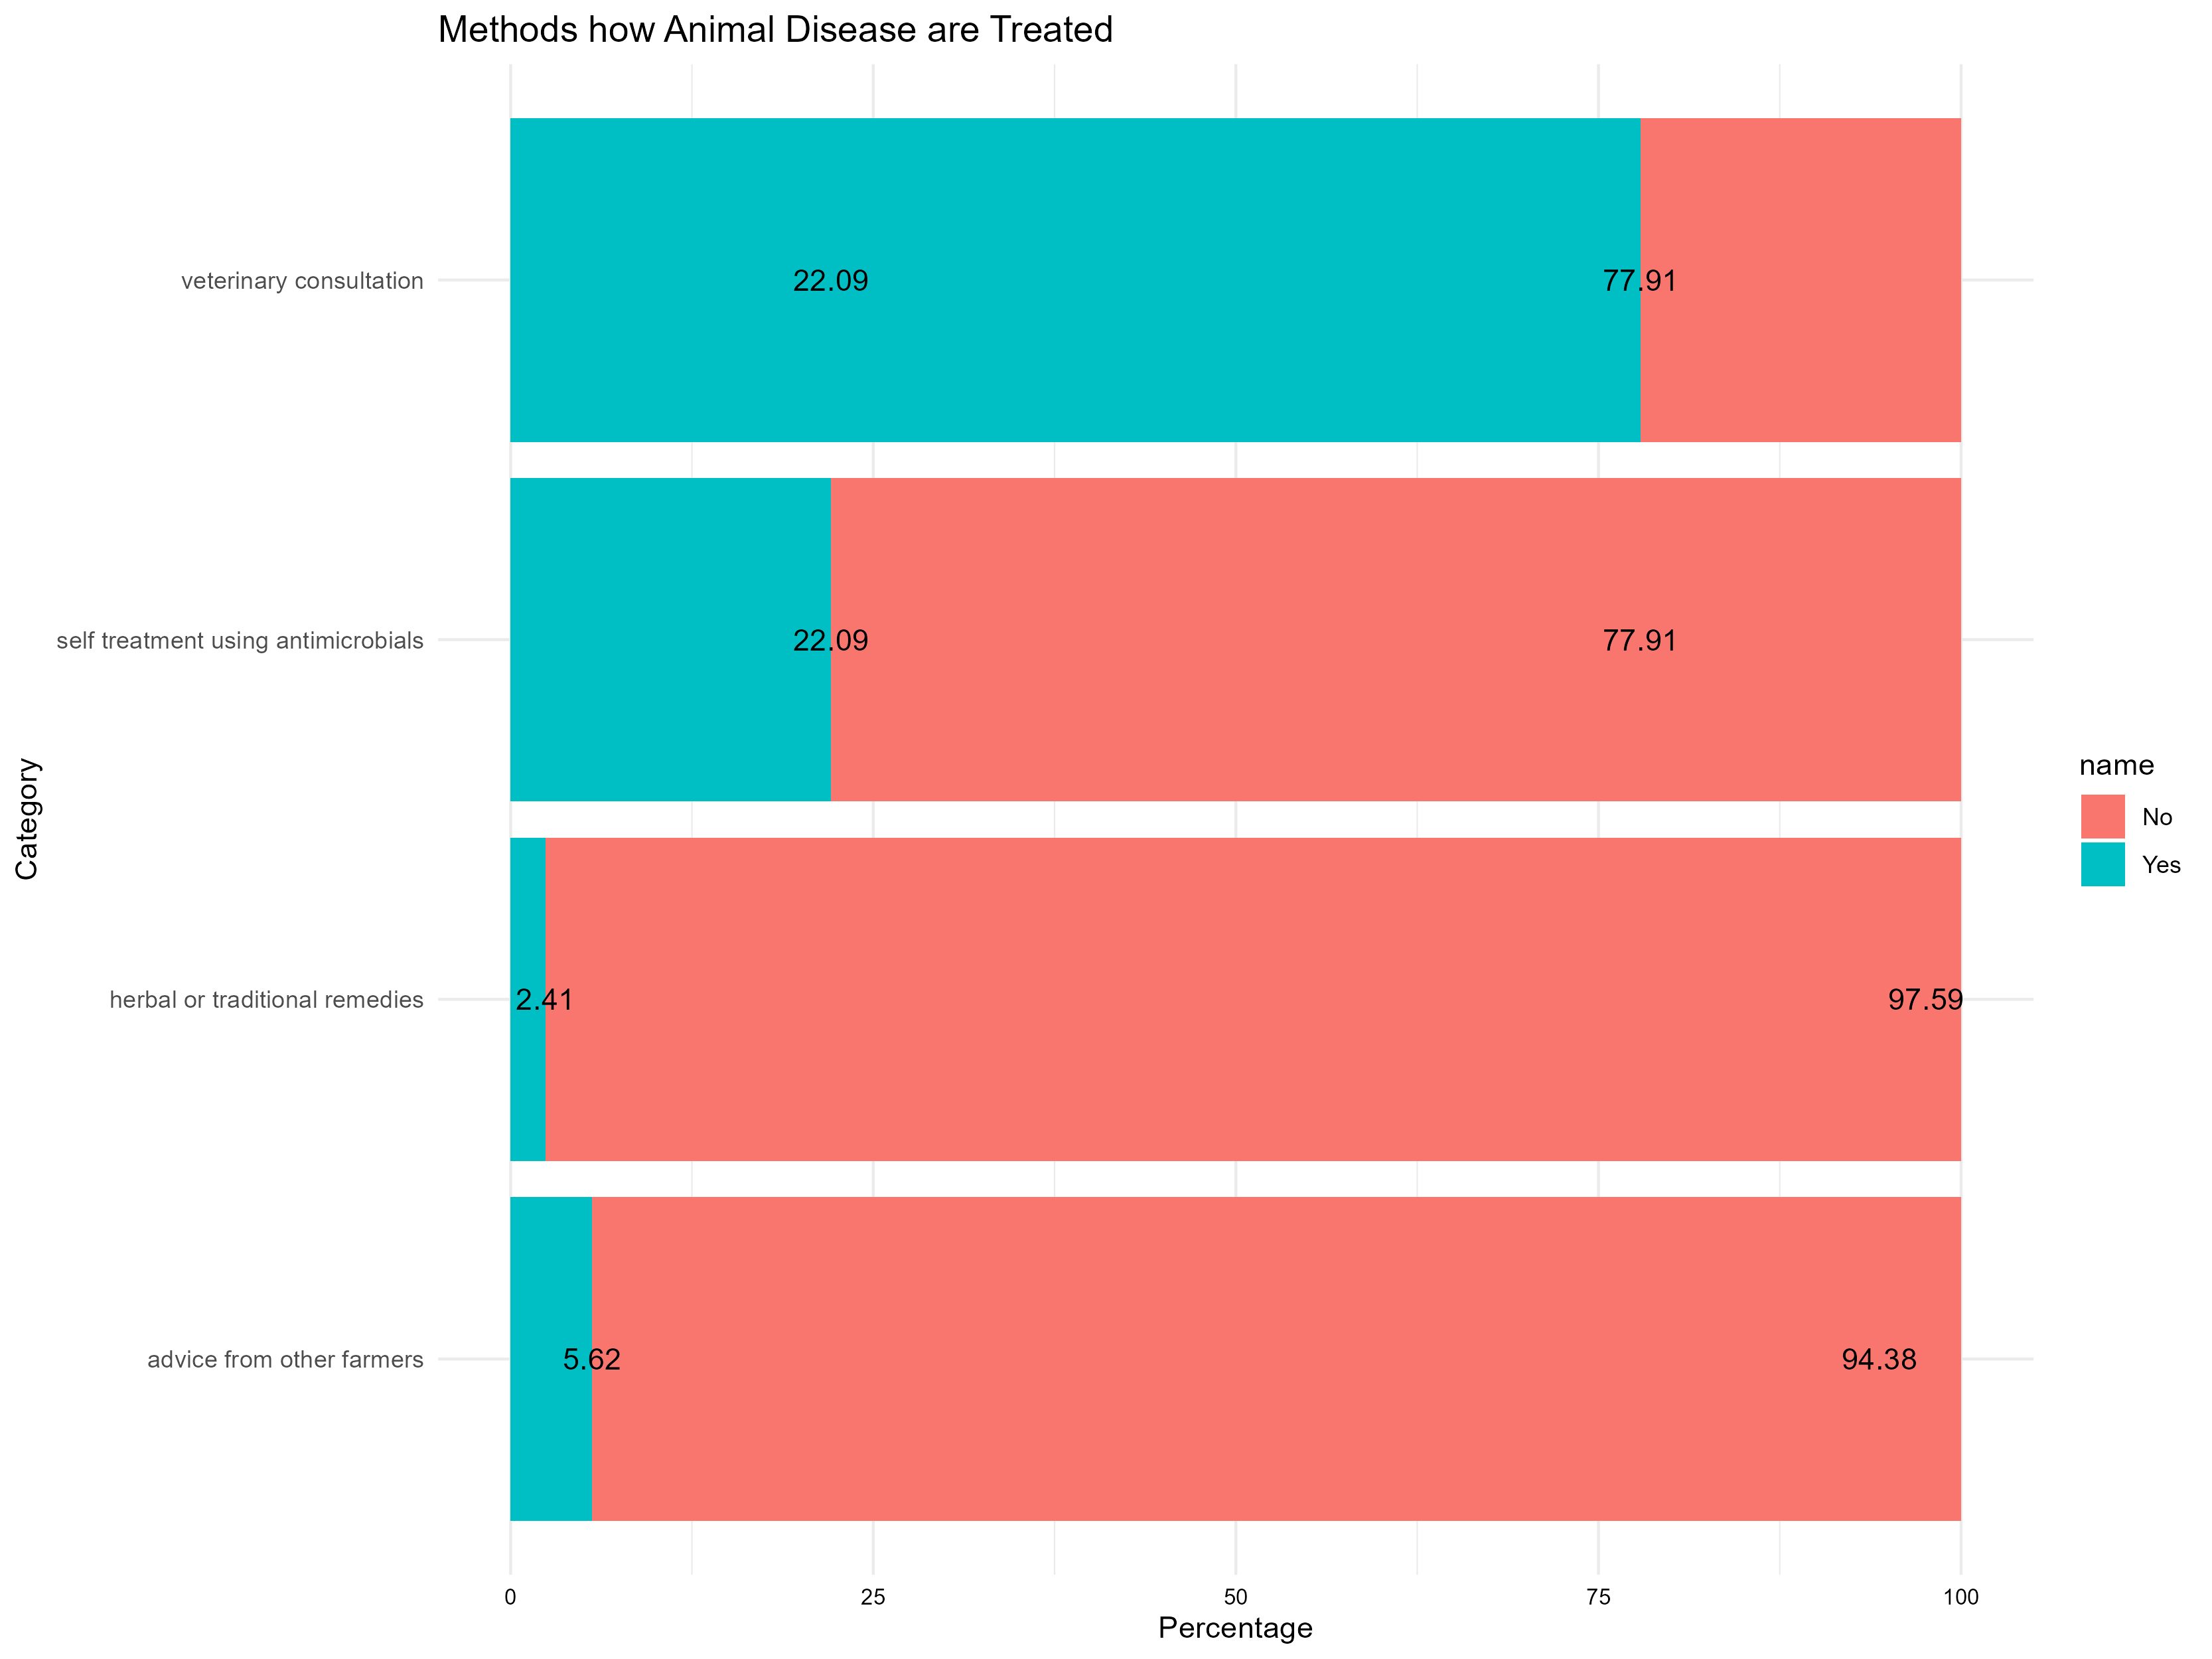 Methods how Animal Disease are Treated
veterinary consultation
22.09
77.91
self treatment using antimicrobials
22.09
77.91
herbal or traditional remedies
2.41
97.59
advice from other farmers
5.62
94.38
Category
0
25
50
75
100
Percentage
name
No
Yes